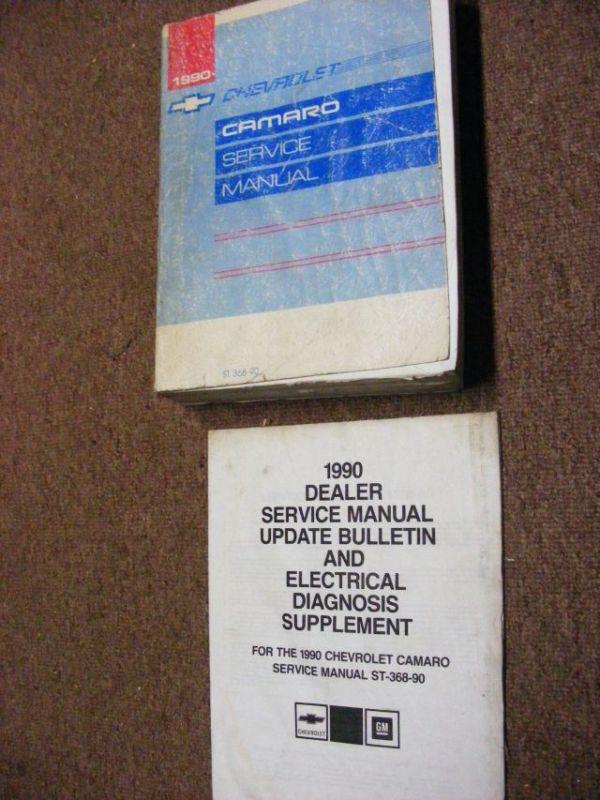 1990
CHEVROLET
CAMARO
SERVICE
MANUAL
ST 368-90
1990
DEALER
SERVICE MANUAL
UPDATE BULLETIN
AND
ELECTRICAL
DIAGNOSIS
SUPPLEMENT
FOR THE 1990 CHEVROLET CAMARO
SERVICE MANUAL ST-368-90
CHEVROLET
GM